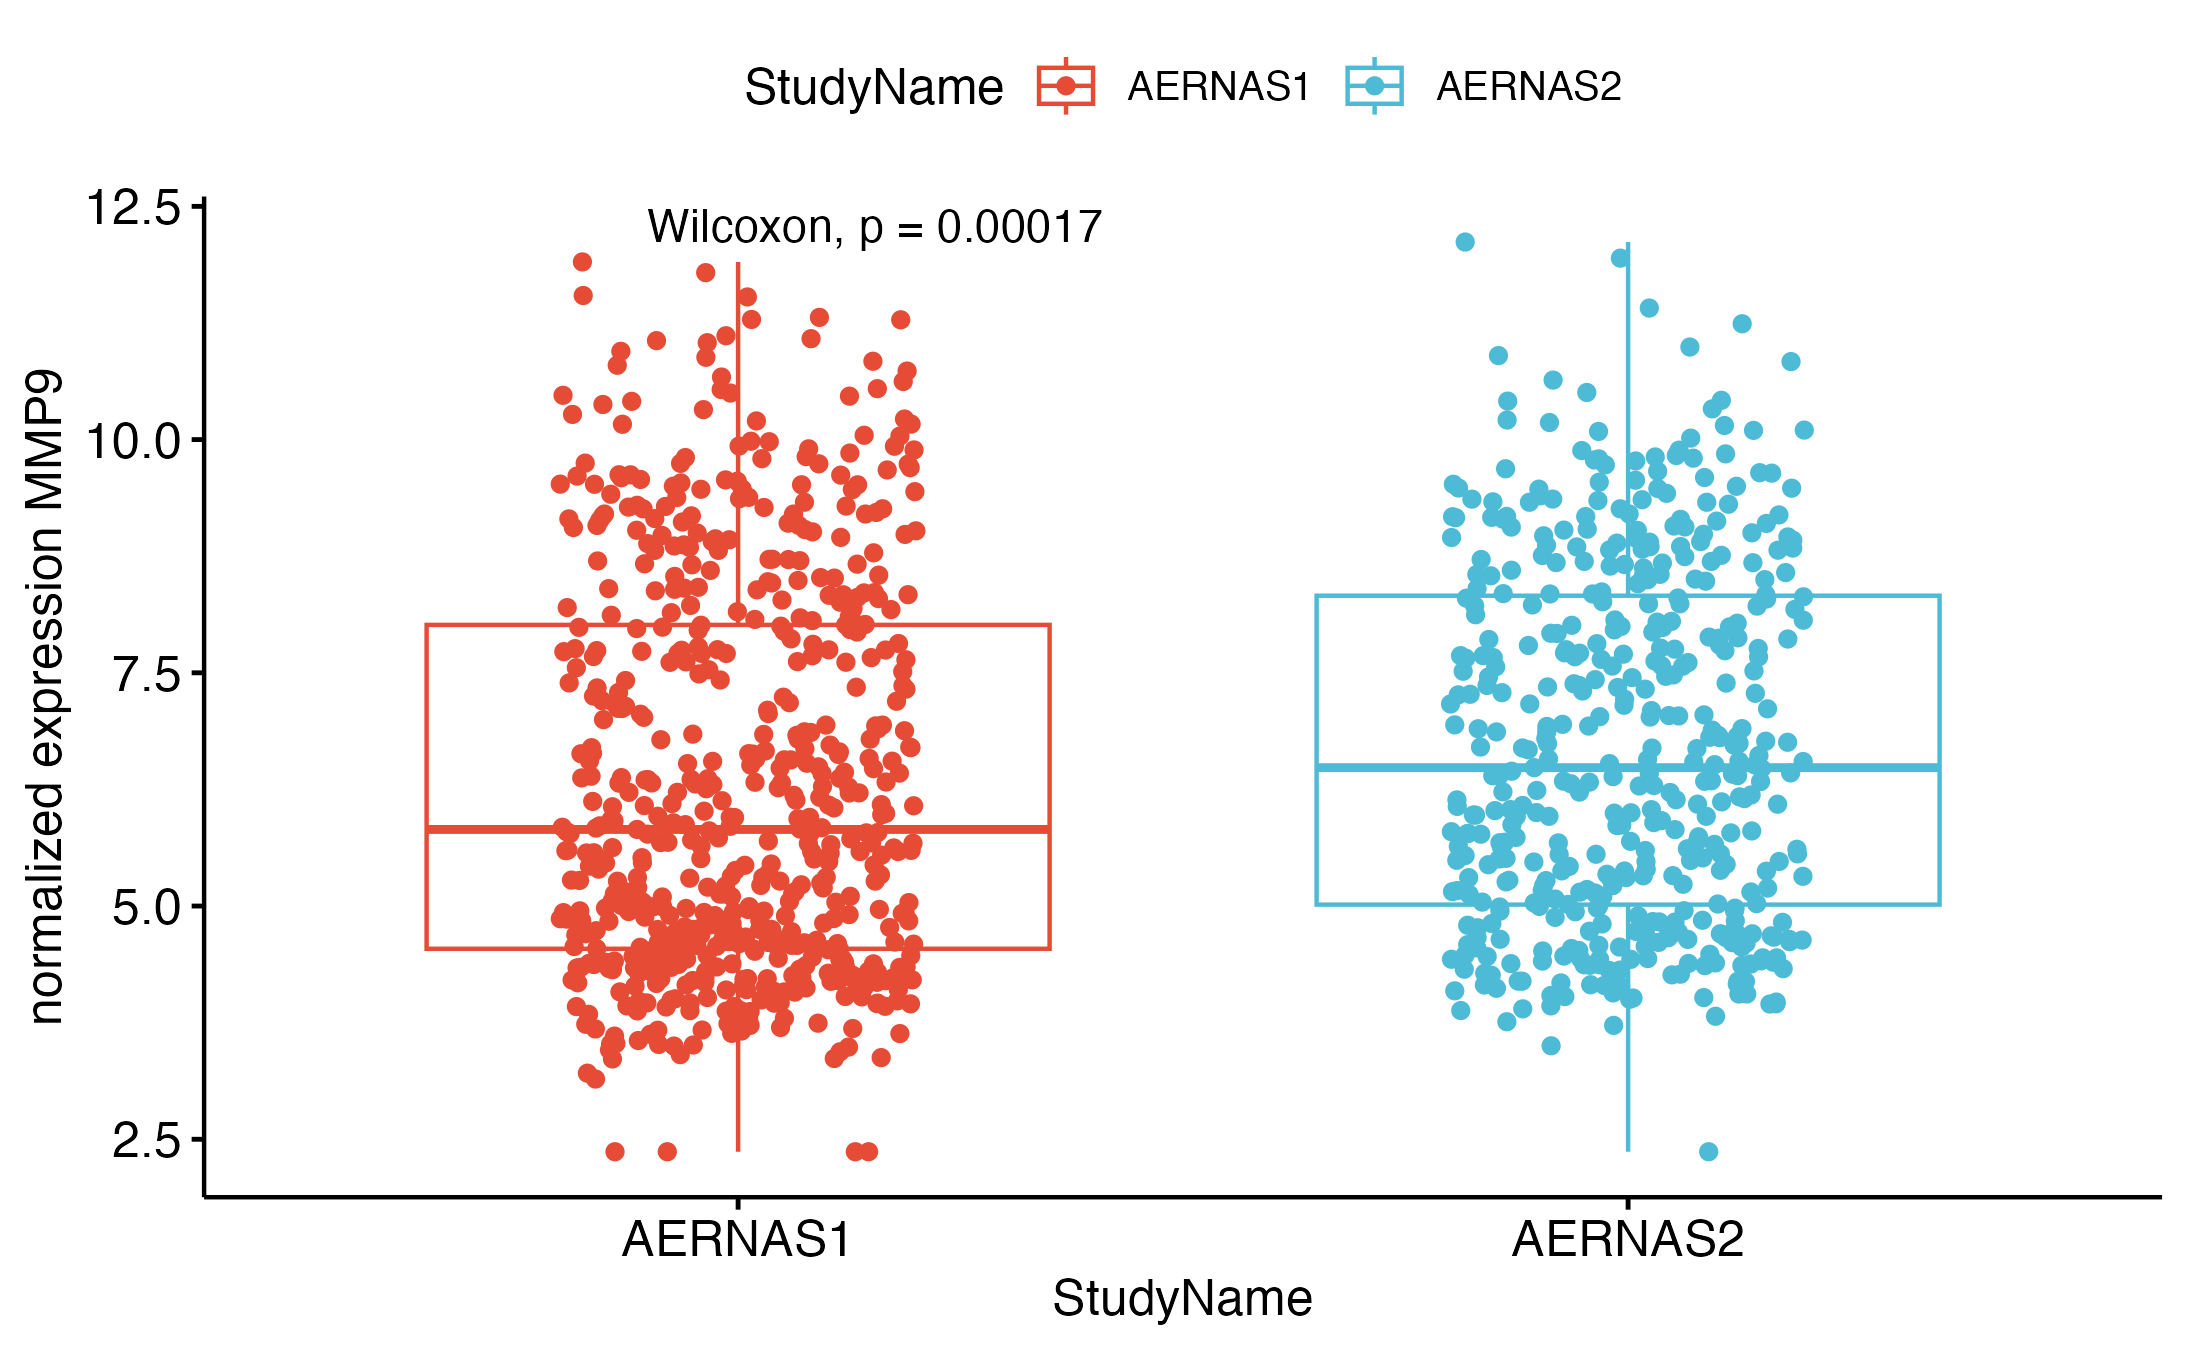 StudyName AERNAS1 AERNAS2
12.5
Wilcoxon, p = 0.00017
10.0
7.5
5.0
2.5
normalized expression MMP9
AERNAS1 AERNAS2
StudyName